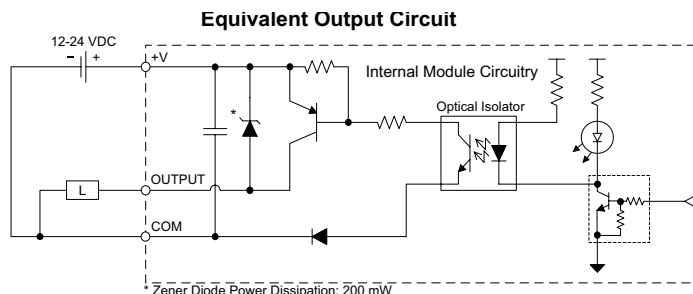 Equivalent Output Circuit
12-24 VDC
− +
+V
Internal Module Circuitry
Optical Isolator
*
OUTPUT
L
COM
* Zener Diode Power Dissipation: 200 mW